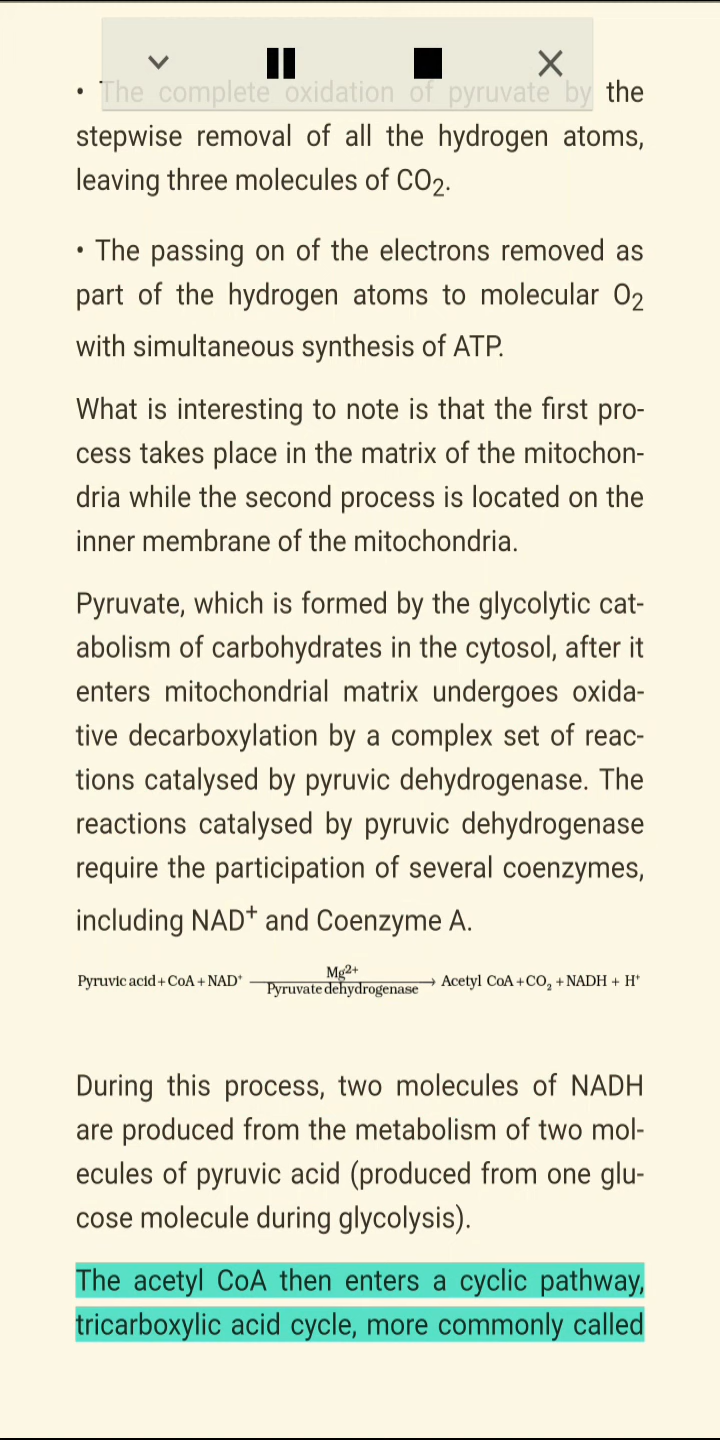 • The complete oxidation of pyruvate by the
stepwise removal of all the hydrogen atoms,
leaving three molecules of CO₂.
• The passing on of the electrons removed as
part of the hydrogen atoms to molecular O₂
with simultaneous synthesis of ATP.
What is interesting to note is that the first pro-
cess takes place in the matrix of the mitochon-
dria while the second process is located on the
inner membrane of the mitochondria.
Pyruvate, which is formed by the glycolytic cat-
abolism of carbohydrates in the cytosol, after it
enters mitochondrial matrix undergoes oxida-
tive decarboxylation by a complex set of reac-
tions catalysed by pyruvic dehydrogenase. The
reactions catalysed by pyruvic dehydrogenase
require the participation of several coenzymes,
including NAD⁺ and Coenzyme A.
Mg²⁺
Pyruvic acid + CoA + NAD⁺ ⟶ Acetyl CoA + CO₂ + NADH + H⁺
Pyruvate dehydrogenase
During this process, two molecules of NADH
are produced from the metabolism of two mol-
ecules of pyruvic acid (produced from one glu-
cose molecule during glycolysis).
The acetyl CoA then enters a cyclic pathway,
tricarboxylic acid cycle, more commonly called